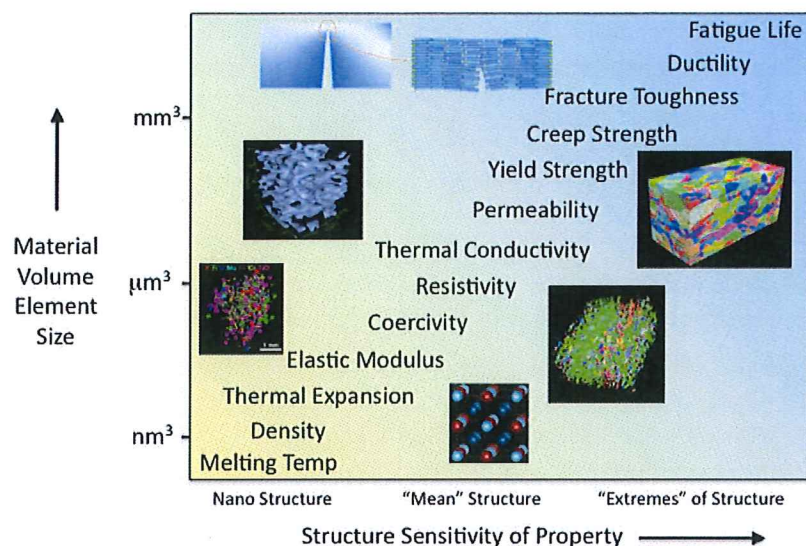 Fatigue Life
Ductility
Fracture Toughness
mm³
Creep Strength
Yield Strength
Permeability
Material
Volume
Element
Size
Thermal Conductivity
μm³
Resistivity
Coercivity
Elastic Modulus
Thermal Expansion
Density
nm³
Melting Temp
Nano Structure
“Mean” Structure
“Extremes” of Structure
Structure Sensitivity of Property